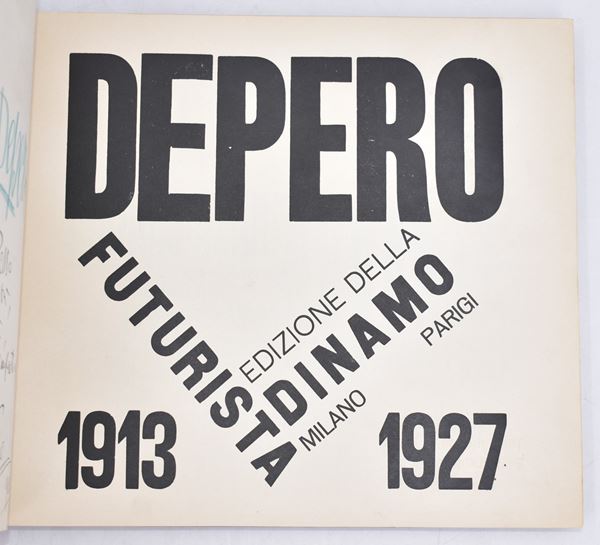 DEPERO
FUTURISTA
EDIZIONE DELLA
DINAMO
MILANO PARIGI
1913 1927